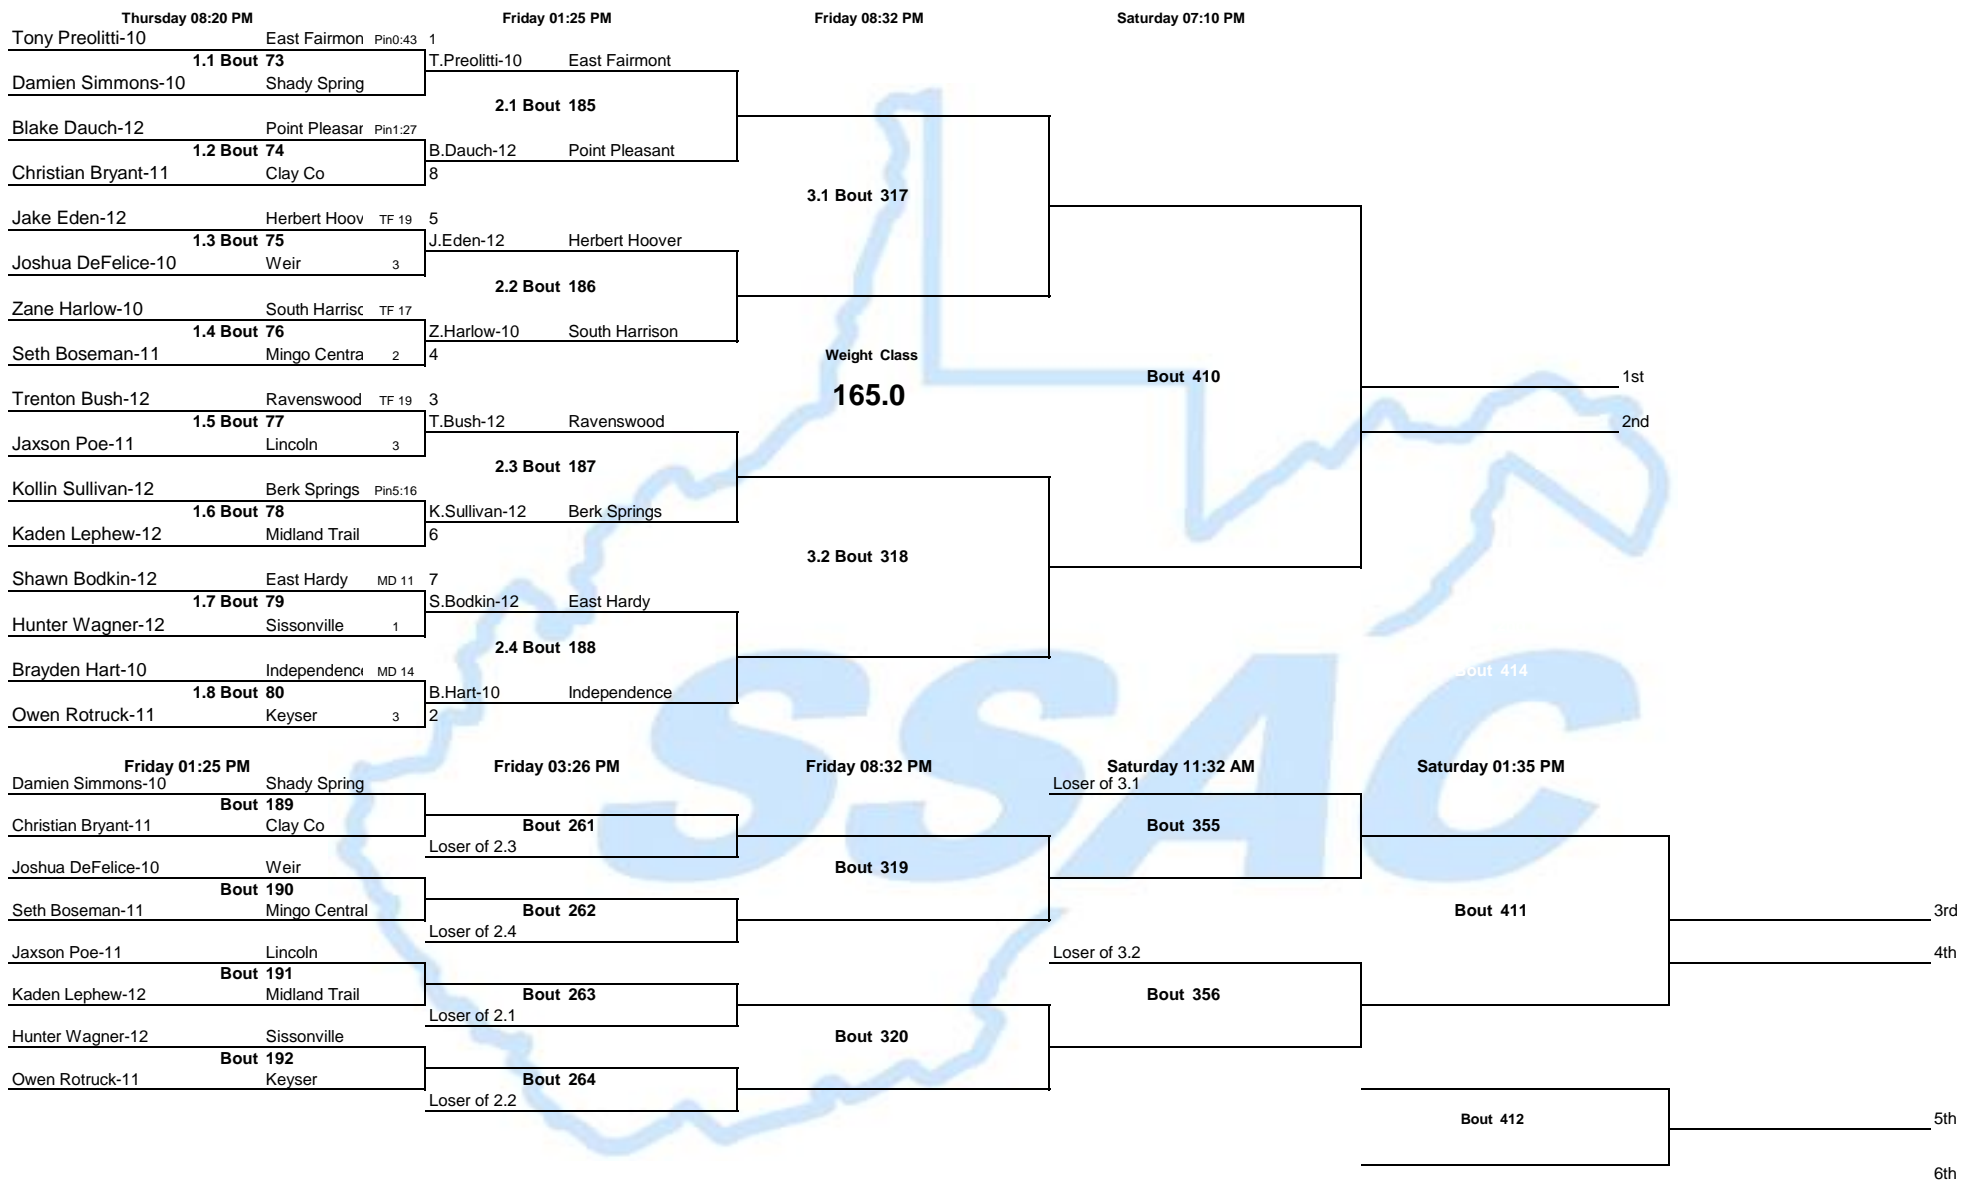 Thursday 08:20 PM Friday 01:25 PM Friday 08:32 PM Saturday 07:10 PM
Tony Preolitti-10 East Fairmon Pin0:43 1
1.1 Bout 73 T.Preolitti-10 East Fairmont
Damien Simmons-10 Shady Spring
2.1 Bout 185
Blake Dauch-12 Point Pleasar Pin1:27
1.2 Bout 74 B.Dauch-12 Point Pleasant
Christian Bryant-11 Clay Co 8
3.1 Bout 317
Jake Eden-12 Herbert Hoov TF 19 5
1.3 Bout 75 J.Eden-12 Herbert Hoover
Joshua DeFelice-10 Weir 3
2.2 Bout 186
Zane Harlow-10 South Harrisc TF 17
1.4 Bout 76 Z.Harlow-10 South Harrison
Seth Boseman-11 Mingo Centra 2 4
Weight Class
165.0
Bout 410
1st
Trenton Bush-12 Ravenswood TF 19 3
1.5 Bout 77 T.Bush-12 Ravenswood
2nd
Jaxson Poe-11 Lincoln 3
2.3 Bout 187
Kollin Sullivan-12 Berk Springs Pin5:16
1.6 Bout 78 K.Sullivan-12 Berk Springs
Kaden Lephew-12 Midland Trail 6
3.2 Bout 318
Shawn Bodkin-12 East Hardy MD 11 7
1.7 Bout 79 S.Bodkin-12 East Hardy
Hunter Wagner-12 Sissonville 1
2.4 Bout 188
Brayden Hart-10 Independence MD 14
Bout 414
1.8 Bout 80 B.Hart-10 Independence
Owen Rotruck-11 Keyser 3 2
SSAC
Friday 01:25 PM Friday 03:26 PM Friday 08:32 PM Saturday 11:32 AM Saturday 01:35 PM
Damien Simmons-10 Shady Spring Loser of 3.1
Bout 189
Christian Bryant-11 Clay Co Bout 261 Bout 355
Loser of 2.3
Joshua DeFelice-10 Weir Bout 319
Bout 190
Seth Boseman-11 Mingo Central Bout 262 Bout 411 3rd
Loser of 2.4
Jaxson Poe-11 Lincoln Loser of 3.2 4th
Bout 191
Kaden Lephew-12 Midland Trail Bout 263 Bout 356
Loser of 2.1
Hunter Wagner-12 Sissonville Bout 320
Bout 192
Owen Rotruck-11 Keyser Bout 264
Loser of 2.2
Bout 412 5th
6th